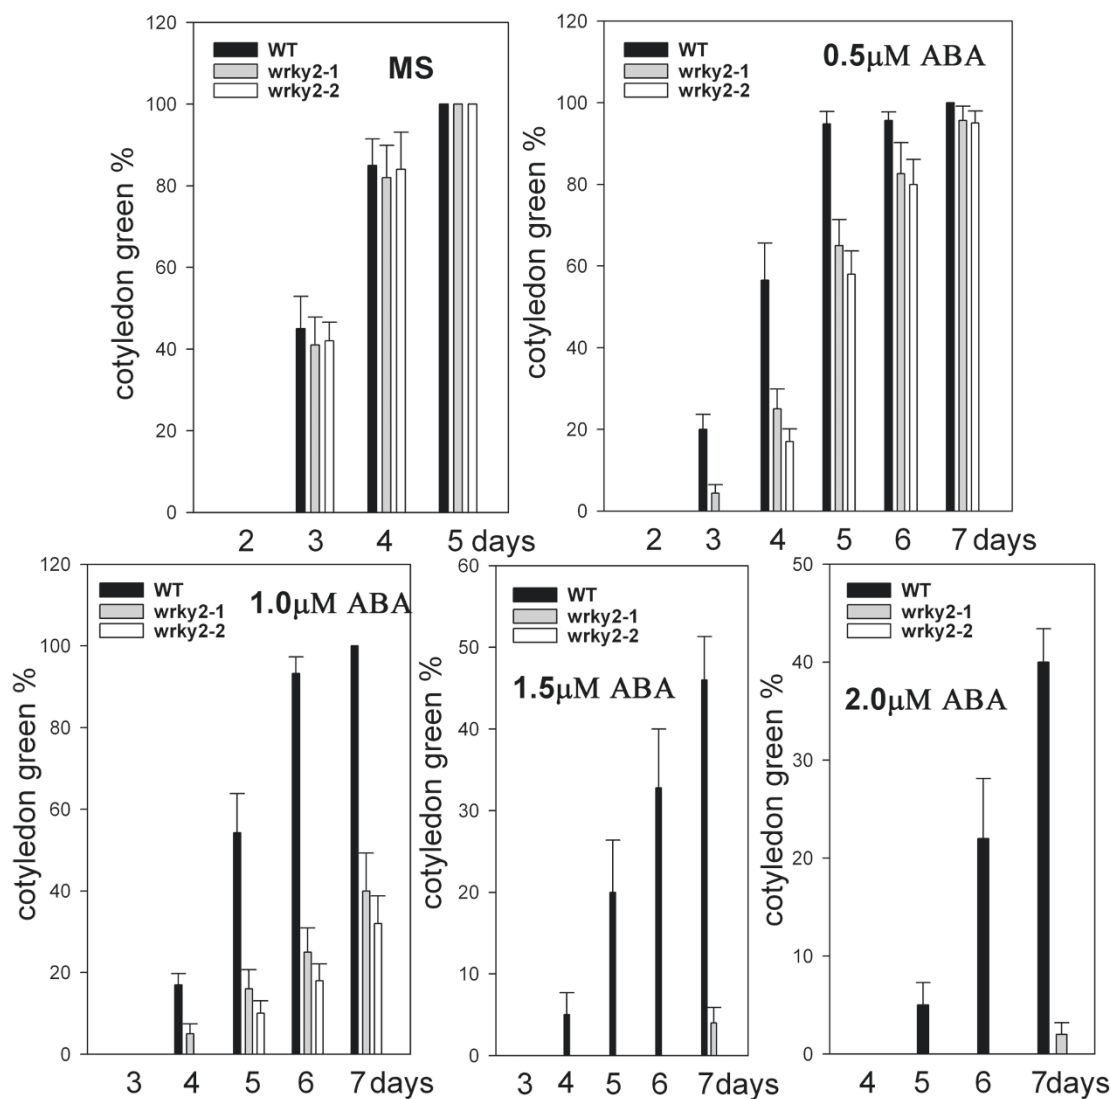 120
100
80
60
40
20
0
cotyledon green %
WT
wrky2-1
wrky2-2
MS
2 3 4 5 days
120
100
80
60
40
20
0
cotyledon green %
WT
wrky2-1
wrky2-2
0.5μM ABA
2 3 4 5 6 7 days
120
100
80
60
40
20
0
cotyledon green %
WT
wrky2-1
wrky2-2
1.0μM ABA
3 4 5 6 7days
60
50
40
30
20
10
0
cotyledon green %
WT
wrky2-1
wrky2-2
1.5μM ABA
3 4 5 6 7days
50
40
30
20
10
0
cotyledon green %
WT
wrky2-1
wrky2-2
2.0μM ABA
4 5 6 7days